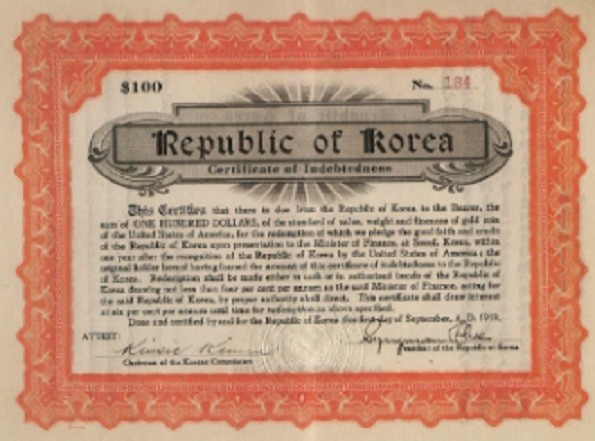 $100 No. 184
Republic of Korea
Certificate of Indebtedness
This Certifies that there is due from the Republic of Korea to the Bearer, the
sum of ONE HUNDRED DOLLARS, of the standard of value, weight and fineness of gold coin
of the United States of America, for the redemption of which we pledge the good faith and credit
of the Republic of Korea upon presentation to the Minister of Finance, at Seoul, Korea, within
one year after the recognition of the Republic of Korea by the United States of America; the
original holder hereof having loaned the amount of this certificate of indebtedness to the Republic
of Korea. Redemption shall be made either in cash or in authorized bonds of the Republic of
Korea drawing not less than four per cent per annum as the said Minister of Finance, acting for
the said Republic of Korea, by proper authority shall direct. This certificate shall draw interest
at six per cent per annum until time for redemption as above specified.
Done and certified by and for the Republic of Korea this first day of September, A. D. 1919.
ATTEST:
Kiusic Kimm Syngman Rhee
Chairman of the Korean Commission President of the Republic of Korea